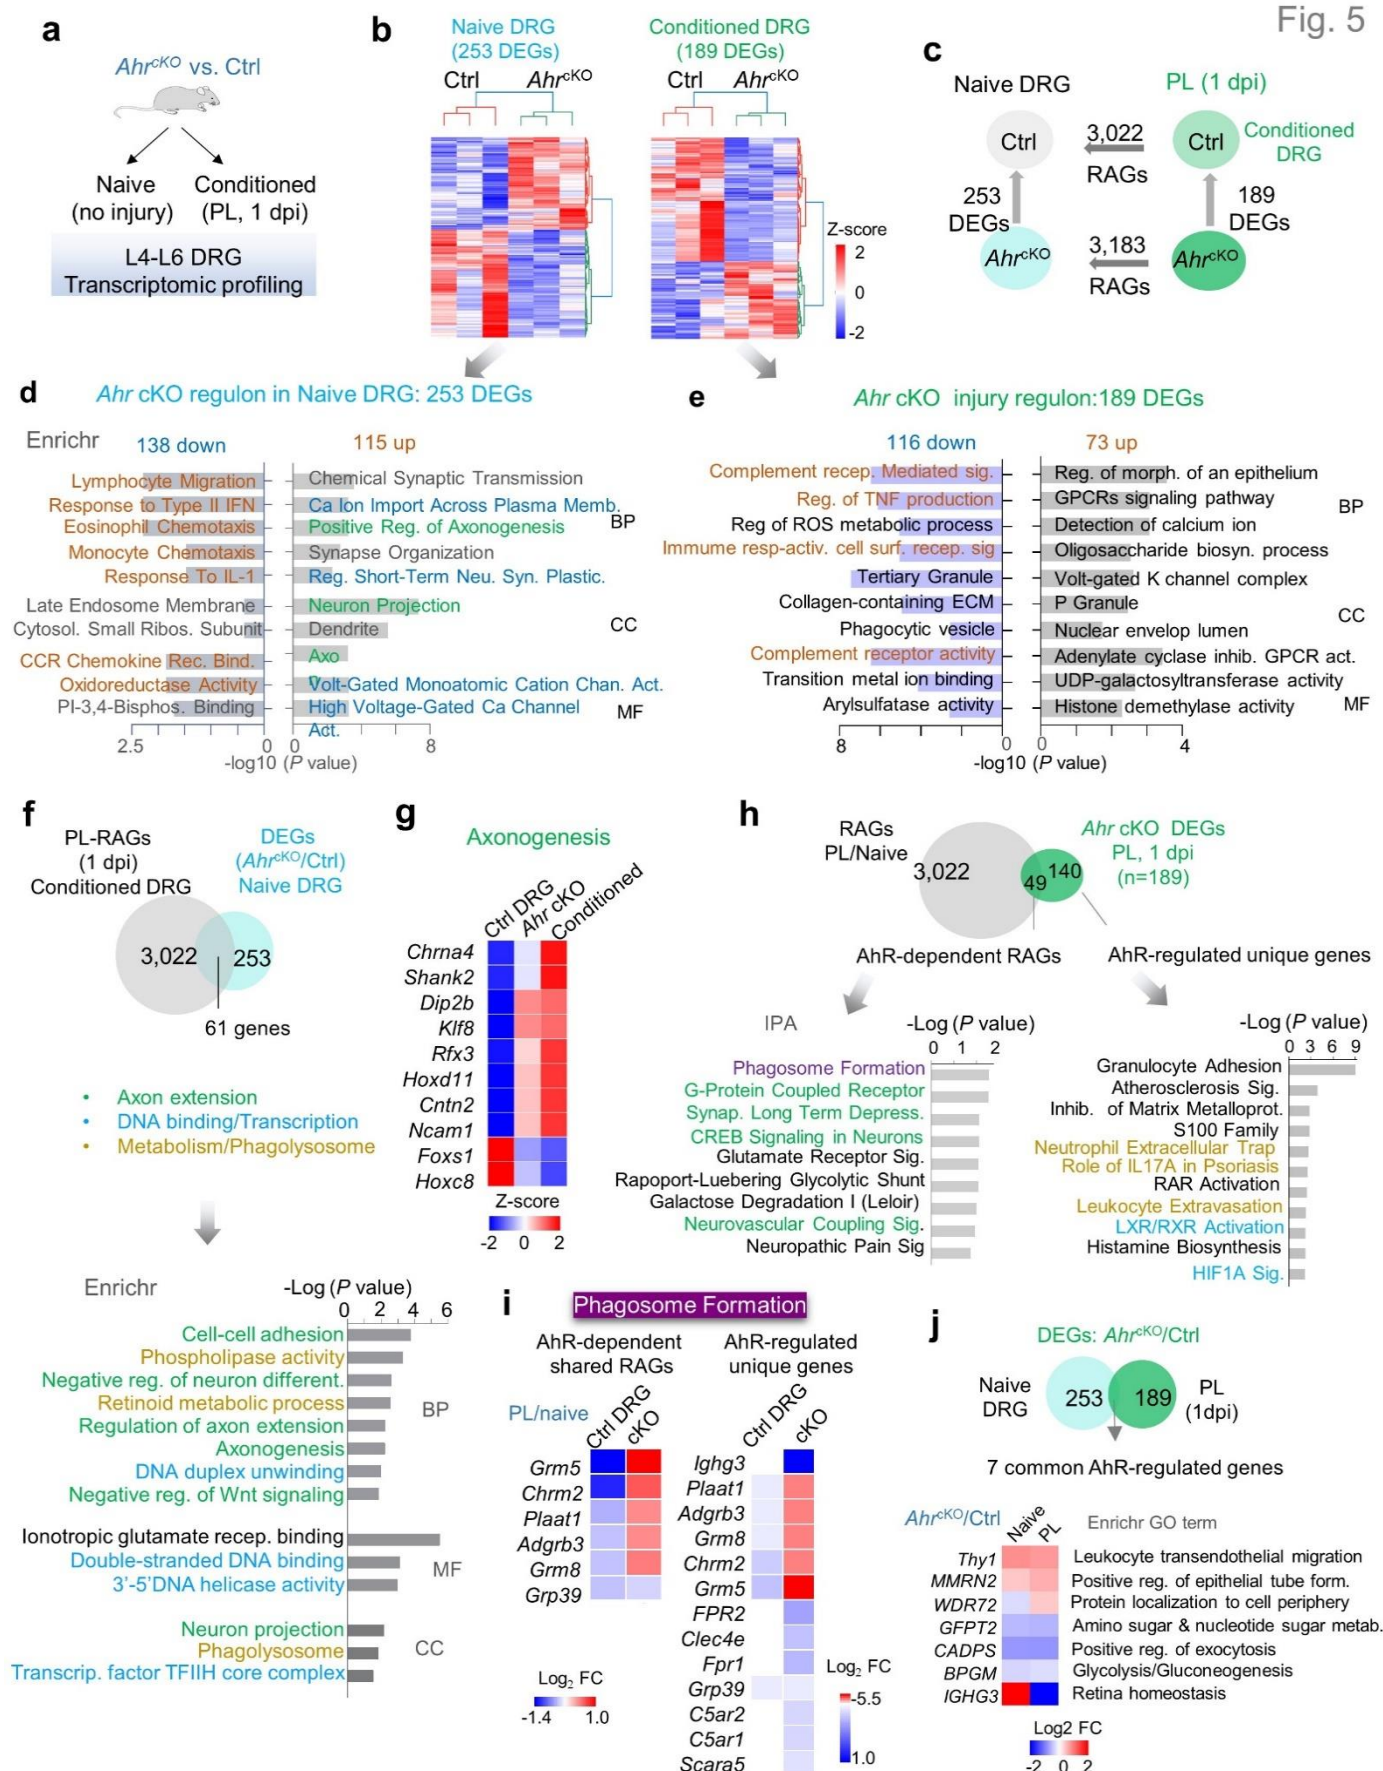 Fig. 5
a
Ahr^cKO vs. Ctrl
Naive
(no injury)
Conditioned
(PL, 1 dpi)
L4-L6 DRG
Transcriptomic profiling
b
Naive DRG
(253 DEGs)
Ctrl
Ahr^cKO
Conditioned DRG
(189 DEGs)
Ctrl
Ahr^cKO
Z-score
2
0
-2
c
Naive DRG
PL (1 dpi)
Ctrl
3,022
RAGs
Ctrl
Conditioned
DRG
253
DEGs
189
DEGs
Ahr^cKO
3,183
RAGs
Ahr^cKO
d
Ahr cKO regulon in Naive DRG: 253 DEGs
Enrichr
138 down
115 up
Lymphocyte Migration
Response to Type II IFN
Eosinophil Chemotaxis
Monocyte Chemotaxis
Response To IL-1
Late Endosome Membrane
Cytosol. Small Ribos. Subunit
CCR Chemokine Rec. Bind.
Oxidoreductase Activity
PI-3,4-Bisphos. Binding
Chemical Synaptic Transmission
Ca Ion Import Across Plasma Memb.
Positive Reg. of Axonogenesis
Synapse Organization
Reg. Short-Term Neu. Syn. Plastic.
Neuron Projection
Dendrite
Axo
Volt-Gated Monoatomic Cation Chan. Act.
High Voltage-Gated Ca Channel
Act.
BP
CC
MF
2.5
0
0
8
-log10 (P value)
e
Ahr cKO injury regulon:189 DEGs
116 down
73 up
Complement recep. Mediated sig.
Reg. of TNF production
Reg of ROS metabolic process
Immume resp-activ. cell surf. recep. sig
Tertiary Granule
Collagen-containing ECM
Phagocytic vesicle
Complement receptor activity
Transition metal ion binding
Arylsulfatase activity
Reg. of morph. of an epithelium
GPCRs signaling pathway
Detection of calcium ion
Oligosaccharide biosyn. process
Volt-gated K channel complex
P Granule
Nuclear envelop lumen
Adenylate cyclase inhib. GPCR act.
UDP-galactosyltransferase activity
Histone demethylase activity
BP
CC
MF
8
0
0
4
-log10 (P value)
f
PL-RAGs
(1 dpi)
Conditioned DRG
DEGs
(Ahr^cKO/Ctrl)
Naive DRG
3,022
253
61 genes
• Axon extension
• DNA binding/Transcription
• Metabolism/Phagolysosome
Enrichr
-Log (P value)
0 2 4 6
Cell-cell adhesion
Phospholipase activity
Negative reg. of neuron different.
Retinoid metabolic process
Regulation of axon extension
Axonogenesis
DNA duplex unwinding
Negative reg. of Wnt signaling
BP
Ionotropic glutamate recep. binding
Double-stranded DNA binding
3'-5'DNA helicase activity
MF
Neuron projection
Phagolysosome
Transcrip. factor TFIIH core complex
CC
g
Axonogenesis
Ctrl DRG
Ahr cKO
Conditioned
Chrna4
Shank2
Dip2b
Klf8
Rfx3
Hoxd11
Cntn2
Ncam1
Foxs1
Hoxc8
Z-score
-2 0 2
h
RAGs
PL/Naive
3,022
49
140
Ahr cKO DEGs
PL, 1 dpi
(n=189)
AhR-dependent RAGs
AhR-regulated unique genes
IPA
-Log (P value)
0 1 2
Phagosome Formation
G-Protein Coupled Receptor
Synap. Long Term Depress.
CREB Signaling in Neurons
Glutamate Receptor Sig.
Rapoport-Luebering Glycolytic Shunt
Galactose Degradation I (Leloir)
Neurovascular Coupling Sig.
Neuropathic Pain Sig
-Log (P value)
0 3 6 9
Granulocyte Adhesion
Atherosclerosis Sig.
Inhib. of Matrix Metalloprot.
S100 Family
Neutrophil Extracellular Trap
Role of IL17A in Psoriasis
RAR Activation
Leukocyte Extravasation
LXR/RXR Activation
Histamine Biosynthesis
HIF1A Sig.
i
Phagosome Formation
AhR-dependent
shared RAGs
PL/naive
Ctrl DRG
cKO
Grm5
Chrm2
Plaat1
Adgrb3
Grm8
Grp39
Log2 FC
-1.4 1.0
AhR-regulated
unique genes
Ctrl DRG
cKO
Ighg3
Plaat1
Adgrb3
Grm8
Chrm2
Grm5
FPR2
Clec4e
Fpr1
Grp39
C5ar2
C5ar1
Scara5
Log2 FC
-5.5
1.0
j
DEGs: Ahr^cKO/Ctrl
Naive
DRG
253
189
PL
(1dpi)
7 common AhR-regulated genes
Ahr^cKO/Ctrl
Naive
PL
Enrichr GO term
Thy1 Leukocyte transendothelial migration
MMRN2 Positive reg. of epithelial tube form.
WDR72 Protein localization to cell periphery
GFPT2 Amino sugar & nucleotide sugar metab.
CADPS Positive reg. of exocytosis
BPGM Glycolysis/Gluconeogenesis
IGHG3 Retina homeostasis
Log2 FC
-2 0 2